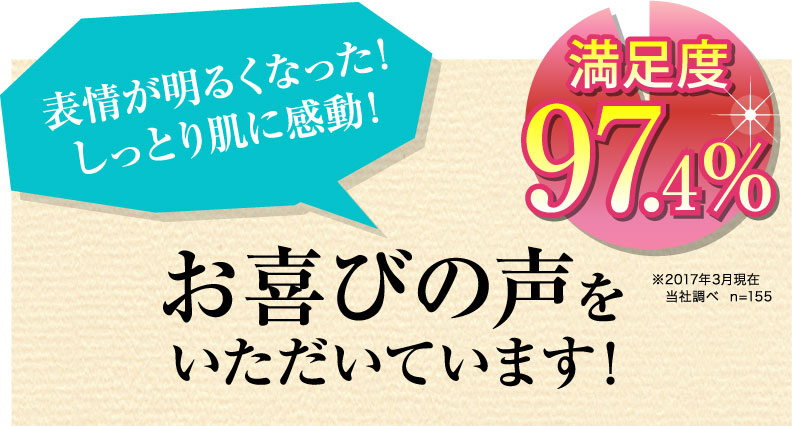 表情が明るくなった！
しっとり肌に感動！
満足度
97.4%
お喜びの声を
いただいています！
※2017年3月現在
当社調べ n=155